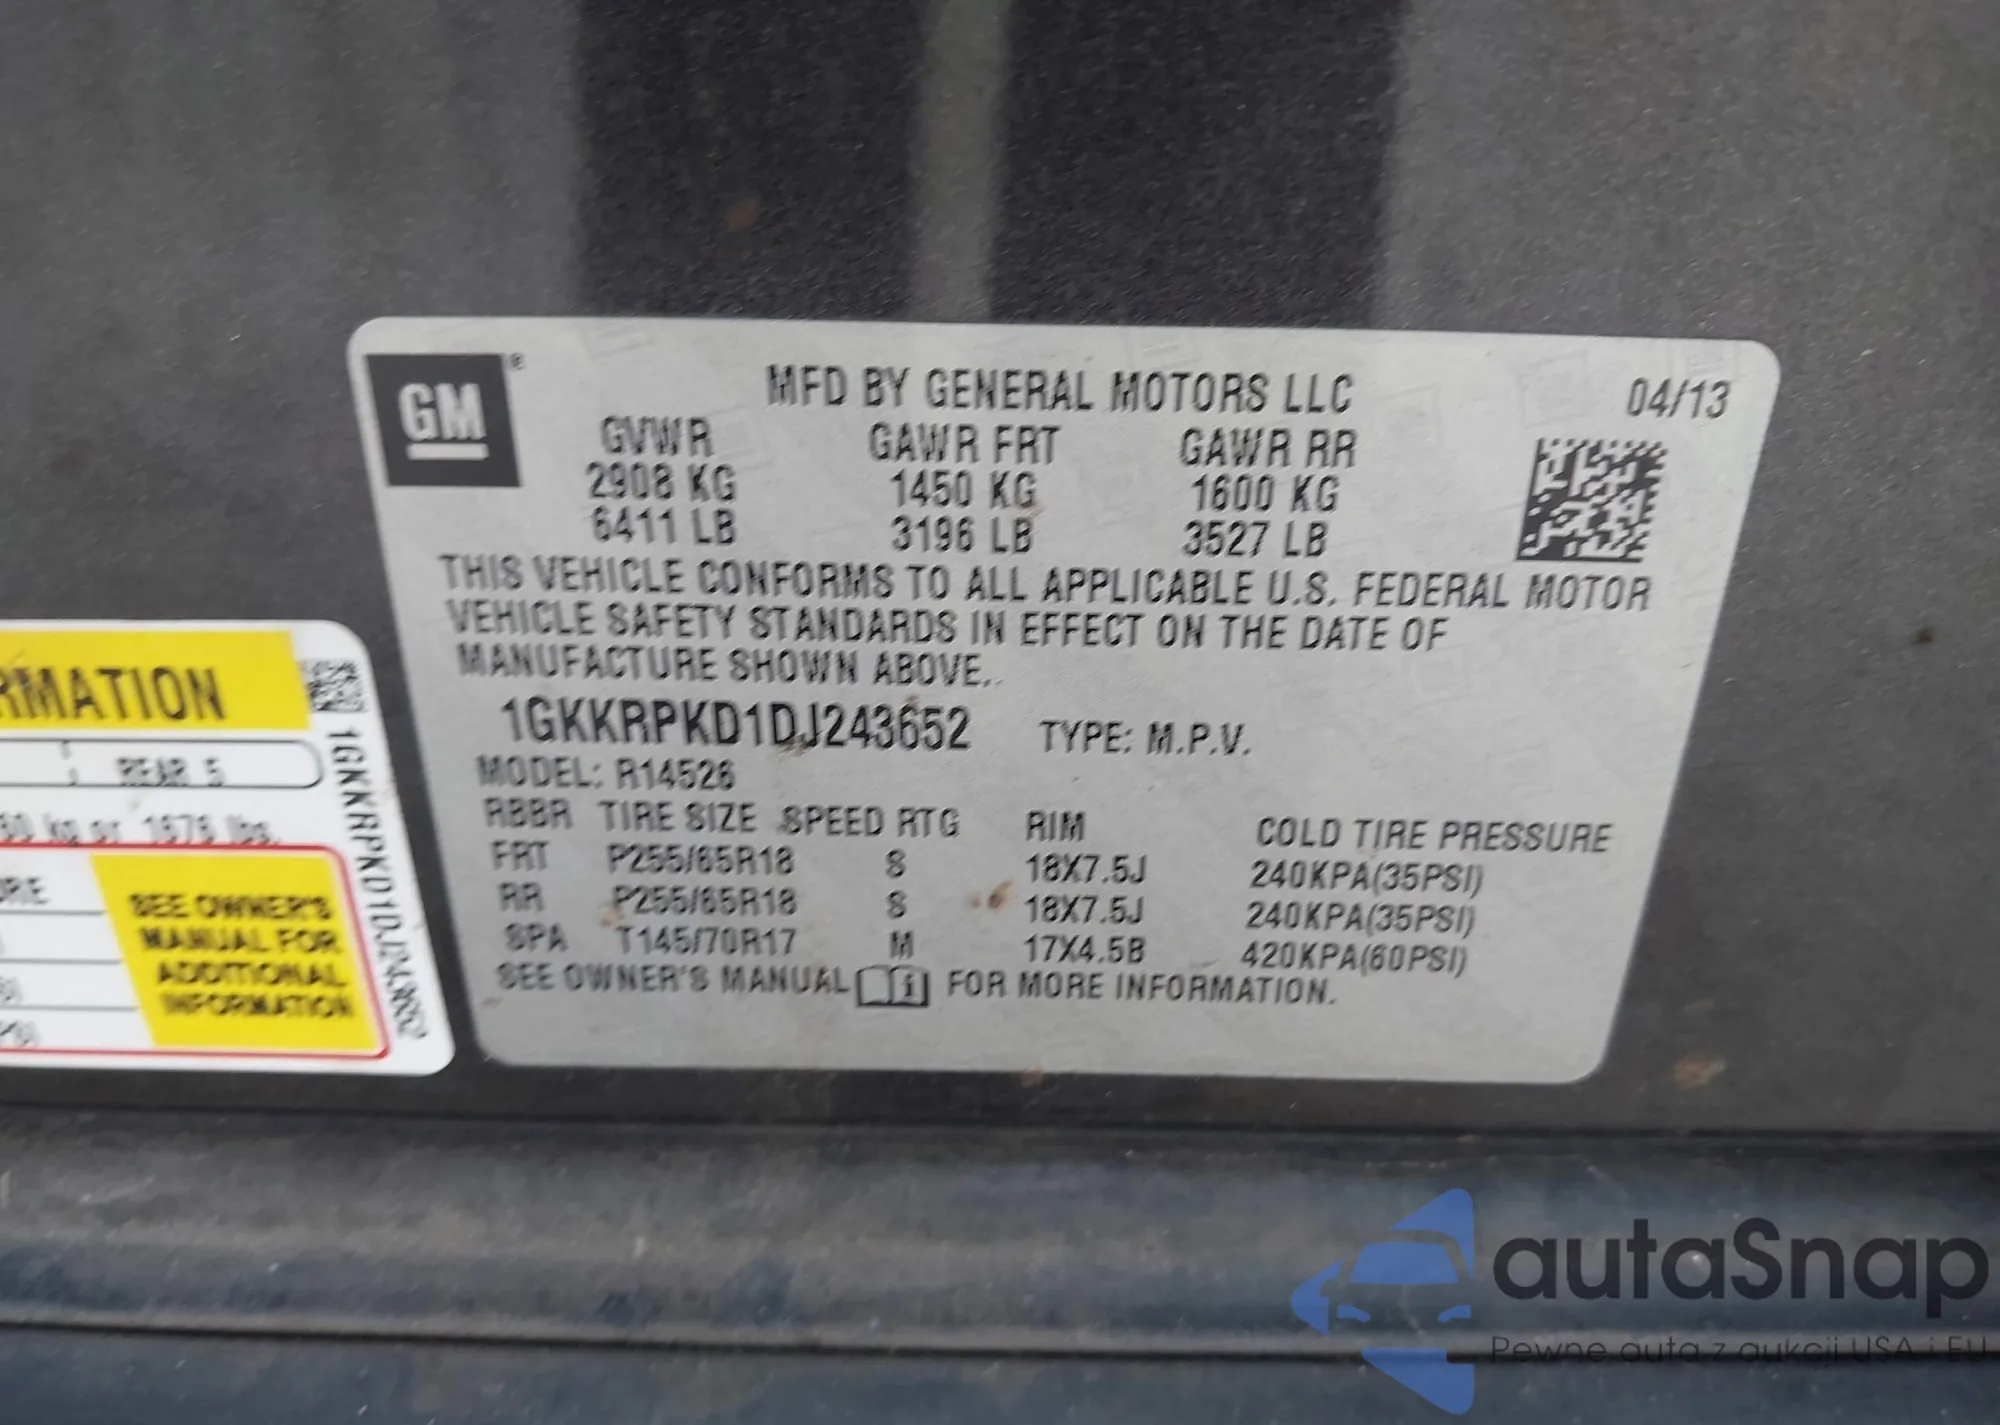 GM®
MFD BY GENERAL MOTORS LLC 04/13
GVWR GAWR FRT GAWR RR
2908 KG 1450 KG 1600 KG
6411 LB 3196 LB 3527 LB
THIS VEHICLE CONFORMS TO ALL APPLICABLE U.S. FEDERAL MOTOR
VEHICLE SAFETY STANDARDS IN EFFECT ON THE DATE OF
MANUFACTURE SHOWN ABOVE.
1GKKRPKD1DJ243652 TYPE: M.P.V.
MODEL: R14526
RBBR TIRE SIZE SPEED RTG RIM COLD TIRE PRESSURE
FRT P255/65R18 S 18X7.5J 240KPA(35PSI)
RR P255/65R18 S 18X7.5J 240KPA(35PSI)
SPA T145/70R17 M 17X4.5B 420KPA(60PSI)
SEE OWNER'S MANUAL i FOR MORE INFORMATION.
RMATION
REAR 5
kg or 1676 lbs.
SEE OWNER'S
MANUAL FOR
ADDITIONAL
INFORMATION
1GKKRPKD1DJ243652
autaSnap
Pewne auta z aukcji USA i EU